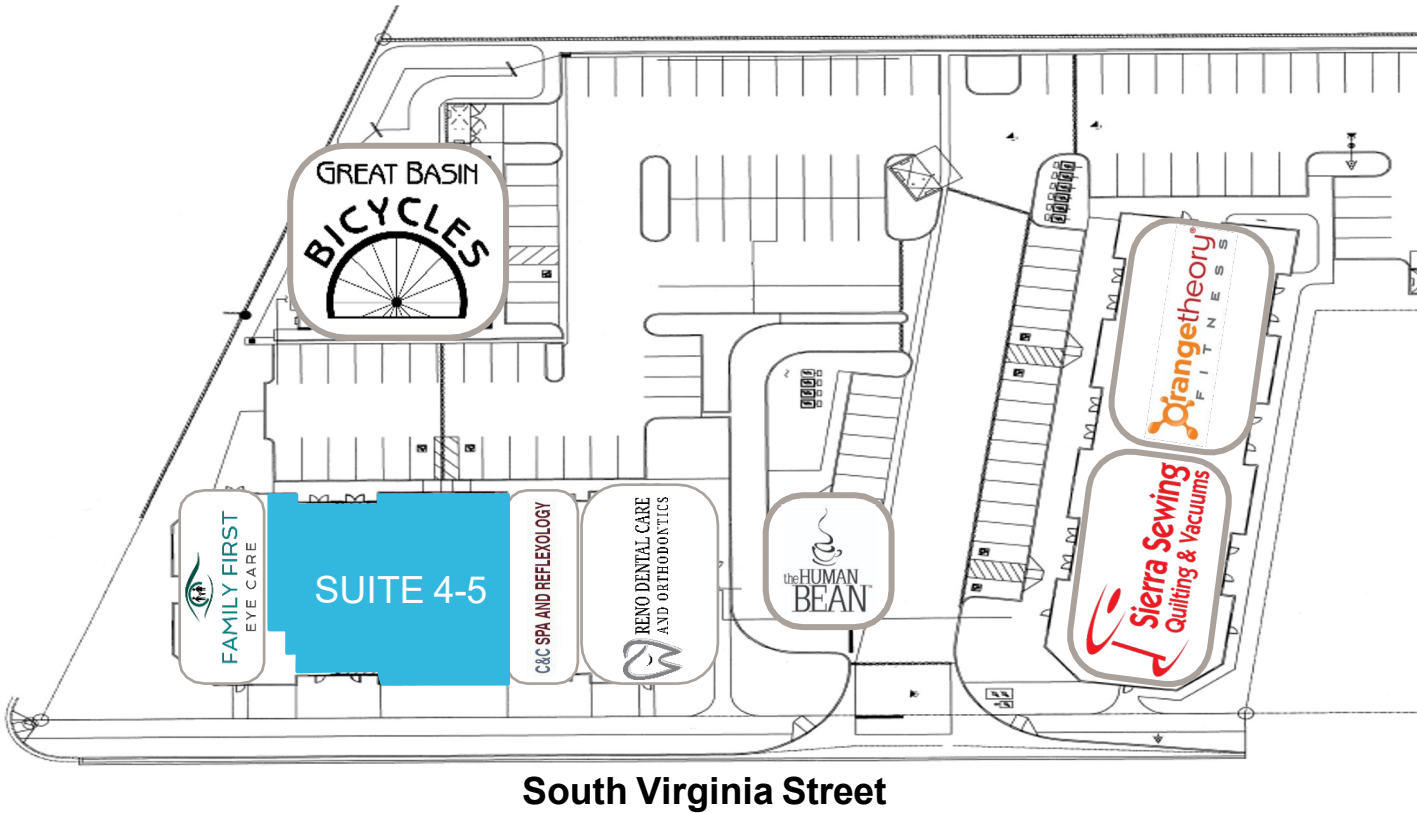 GREAT BASIN
BICYCLES
Orangetheory®
FITNESS
FAMILY FIRST
EYE CARE
SUITE 4-5
C&C SPA AND REFLEXOLOGY
RENO DENTAL CARE
AND ORTHODONTICS
the HUMAN
BEAN™
Sierra Sewing
Quilting & Vacuums
South Virginia Street